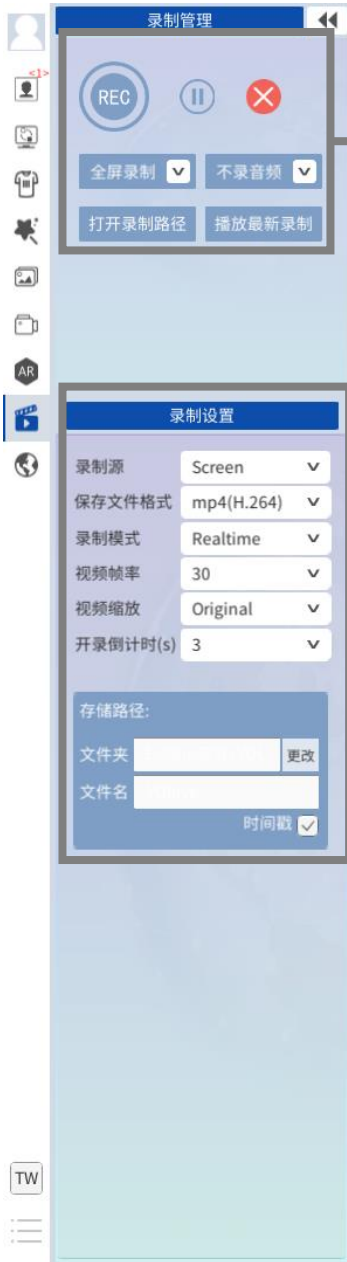 录制管理
<1>
REC
全屏录制
不录音频
打开录制路径
播放最新录制
AR
录制设置
录制源 Screen
保存文件格式 mp4(H.264)
录制模式 Realtime
视频帧率 30
视频缩放 Original
开录倒计时(s) 3
存储路径:
文件夹 更改
文件名
时间戳
TW